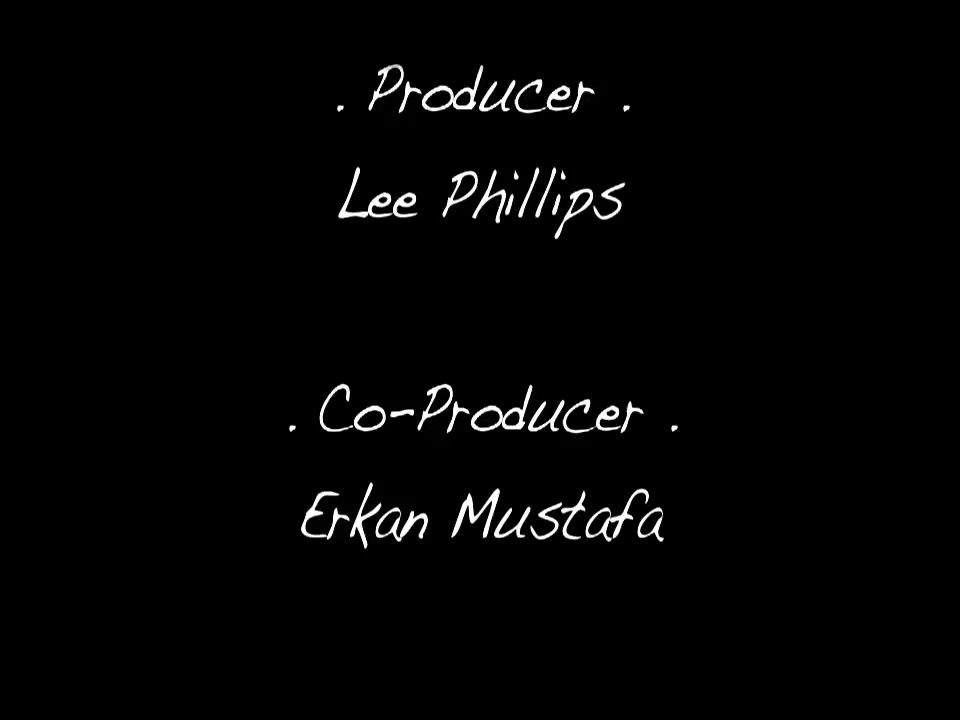 . Producer .
Lee Phillips
. Co-Producer .
Erkan Mustafa